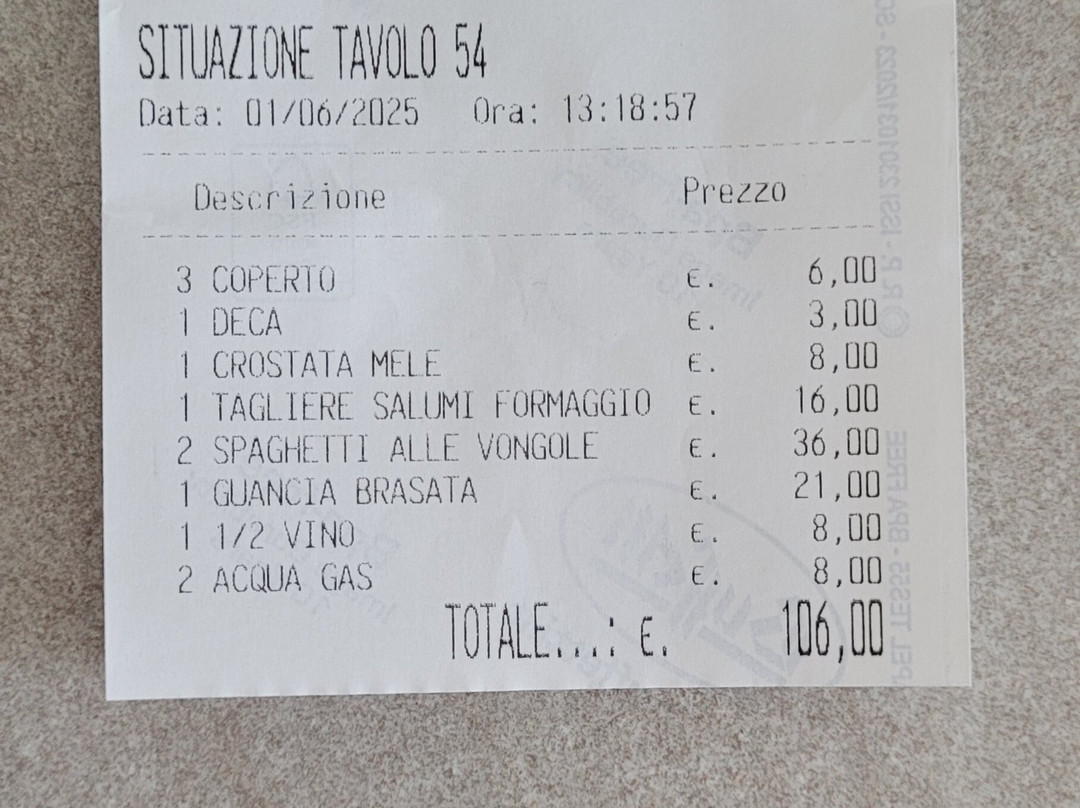 SITUAZIONE TAVOLO 54
Data: 01/06/2025 Ora: 13:18:57
Descrizione Prezzo
3 COPERTO €. 6,00
1 DECA €. 3,00
1 CROSTATA MELE €. 8,00
1 TAGLIERE SALUMI FORMAGGIO €. 16,00
2 SPAGHETTI ALLE VONGOLE €. 36,00
1 GUANCIA BRASATA €. 21,00
1 1/2 VINO €. 8,00
2 ACQUA GAS €. 8,00
TOTALE...: €. 106,00